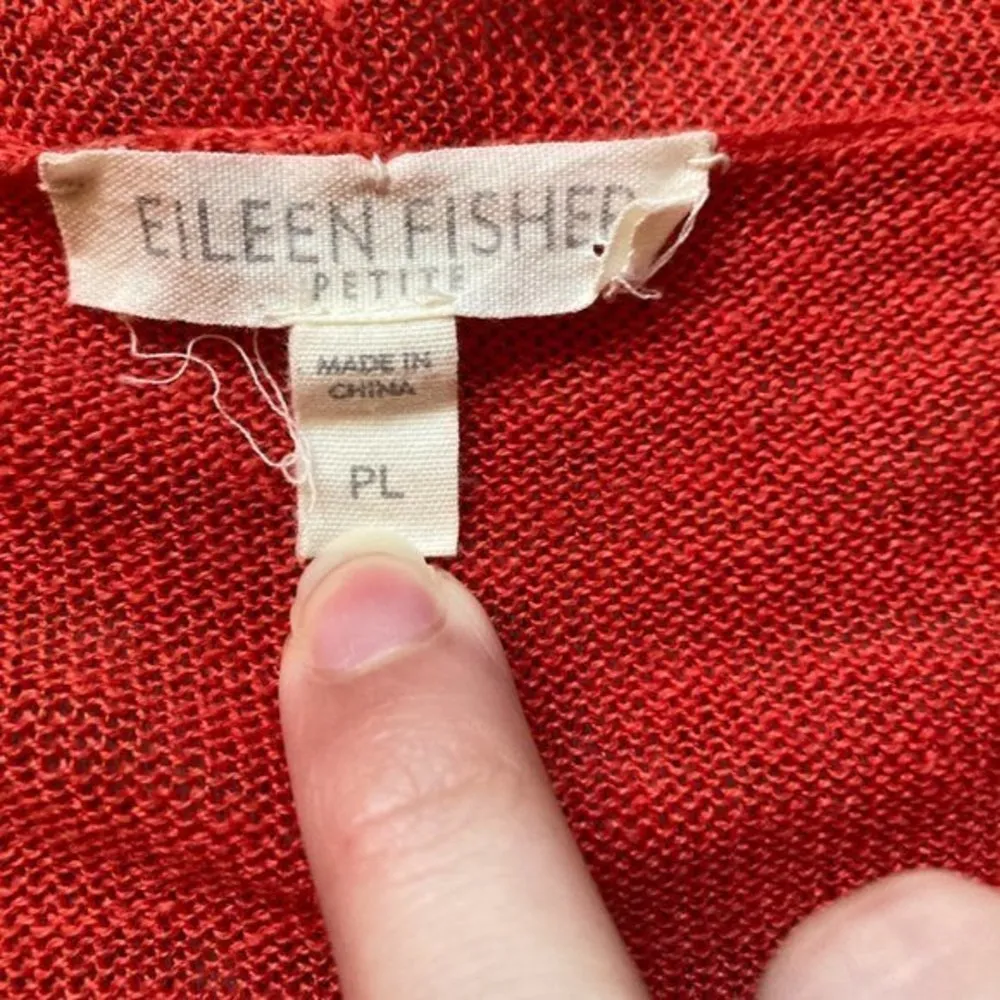 EILEEN FISHER
PETITE
MADE IN
CHINA
PL